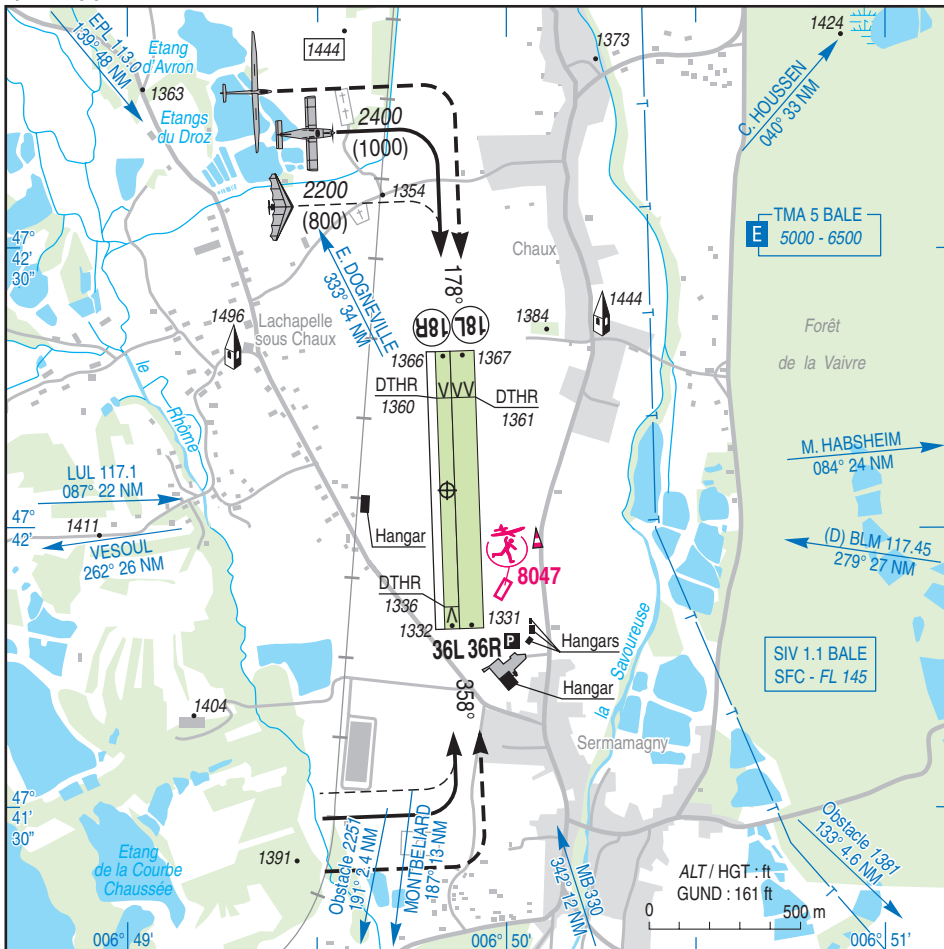 EPL 113.0
139° 48 NM
Etang
d'Avron
1363
Etangs
du Droz
1444
1373
1424
C. HOUSSEN
040° 33 NM
2400
(1000)
2200
(800)
1354
47°
42'
30"
E. DOGNEVILLE
333° 34 NM
178°
Chaux
TMA 5 BALE
E
5000 - 6500
1496
Lachapelle
sous Chaux
18R
18L
1384
1444
Forêt
de la Vaivre
1366
1367
DTHR
1360
DTHR
1361
le
Rhôme
LUL 117.1
087° 22 NM
M. HABSHEIM
084° 24 NM
47°
42'
1411
VESOUL
262° 26 NM
Hangar
8047
(D) BLM 117.45
279° 27 NM
DTHR
1336
1332
1331
36L
36R
P
Hangars
Hangar
358°
la Savoureuse
SIV 1.1 BALE
SFC - FL 145
1404
Sermamagny
47°
41'
30"
Etang
de la Courbe
Chaussée
1391
Obstacle 2251
191° 2.4 NM
MONTBELIARD
187° 13 NM
MB 330
342° 12 NM
Obstacle 1381
133° 4.6 NM
ALT / HGT : ft
GUND : 161 ft
0
500 m
006° 49'
006° 50'
006° 51'
T
T
T
T
T
T